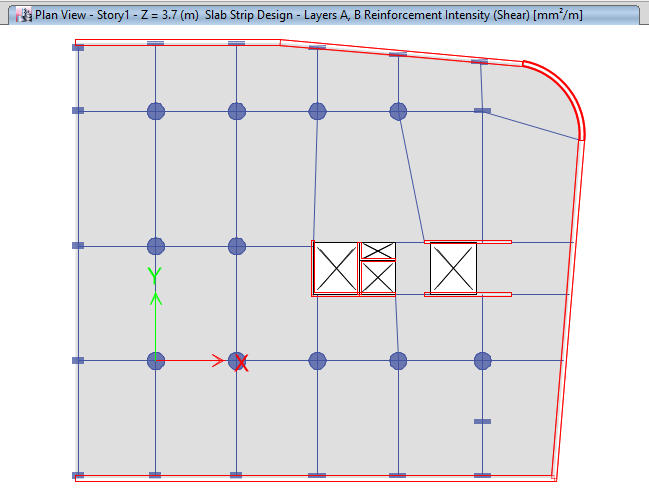 Plan View - Story1 - Z = 3.7 (m)  Slab Strip Design - Layers A, B Reinforcement Intensity (Shear) [mm²/m]
Y
X